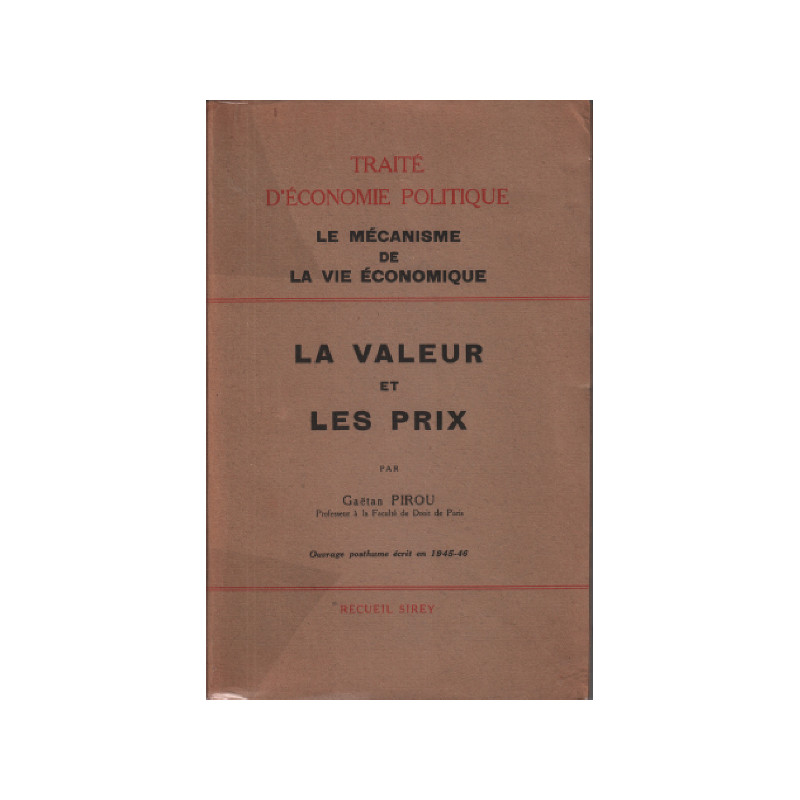 TRAITÉ
D'ÉCONOMIE POLITIQUE
LE MÉCANISME
DE
LA VIE ÉCONOMIQUE
LA VALEUR
ET
LES PRIX
PAR
Gaëtan PIROU
Professeur à la Faculté de Droit de Paris
Ouvrage posthume écrit en 1945-46
RECUEIL SIREY